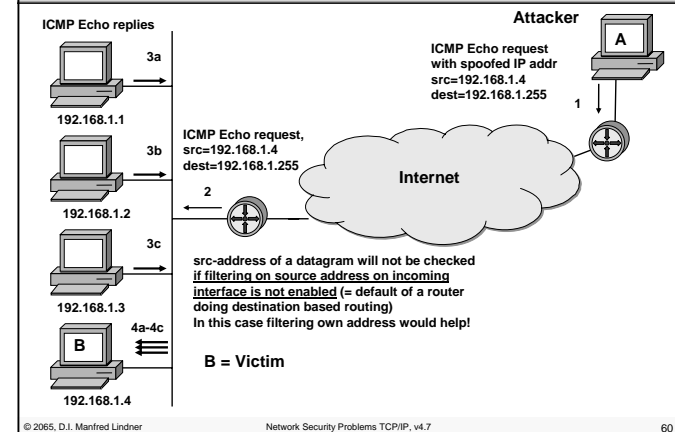 ICMP Echo replies
Attacker
A
ICMP Echo request
with spoofed IP addr
src=192.168.1.4
dest=192.168.1.255
1
3a
192.168.1.1
3b
192.168.1.2
ICMP Echo request,
src=192.168.1.4
dest=192.168.1.255
2
Internet
3c
192.168.1.3
src-address of a datagram will not be checked
if filtering on source address on incoming
interface is not enabled (= default of a router
doing destination based routing)
In this case filtering own address would help!
4a-4c
B
B = Victim
192.168.1.4
© 2065, D.I. Manfred Lindner
Network Security Problems TCP/IP, v4.7
60